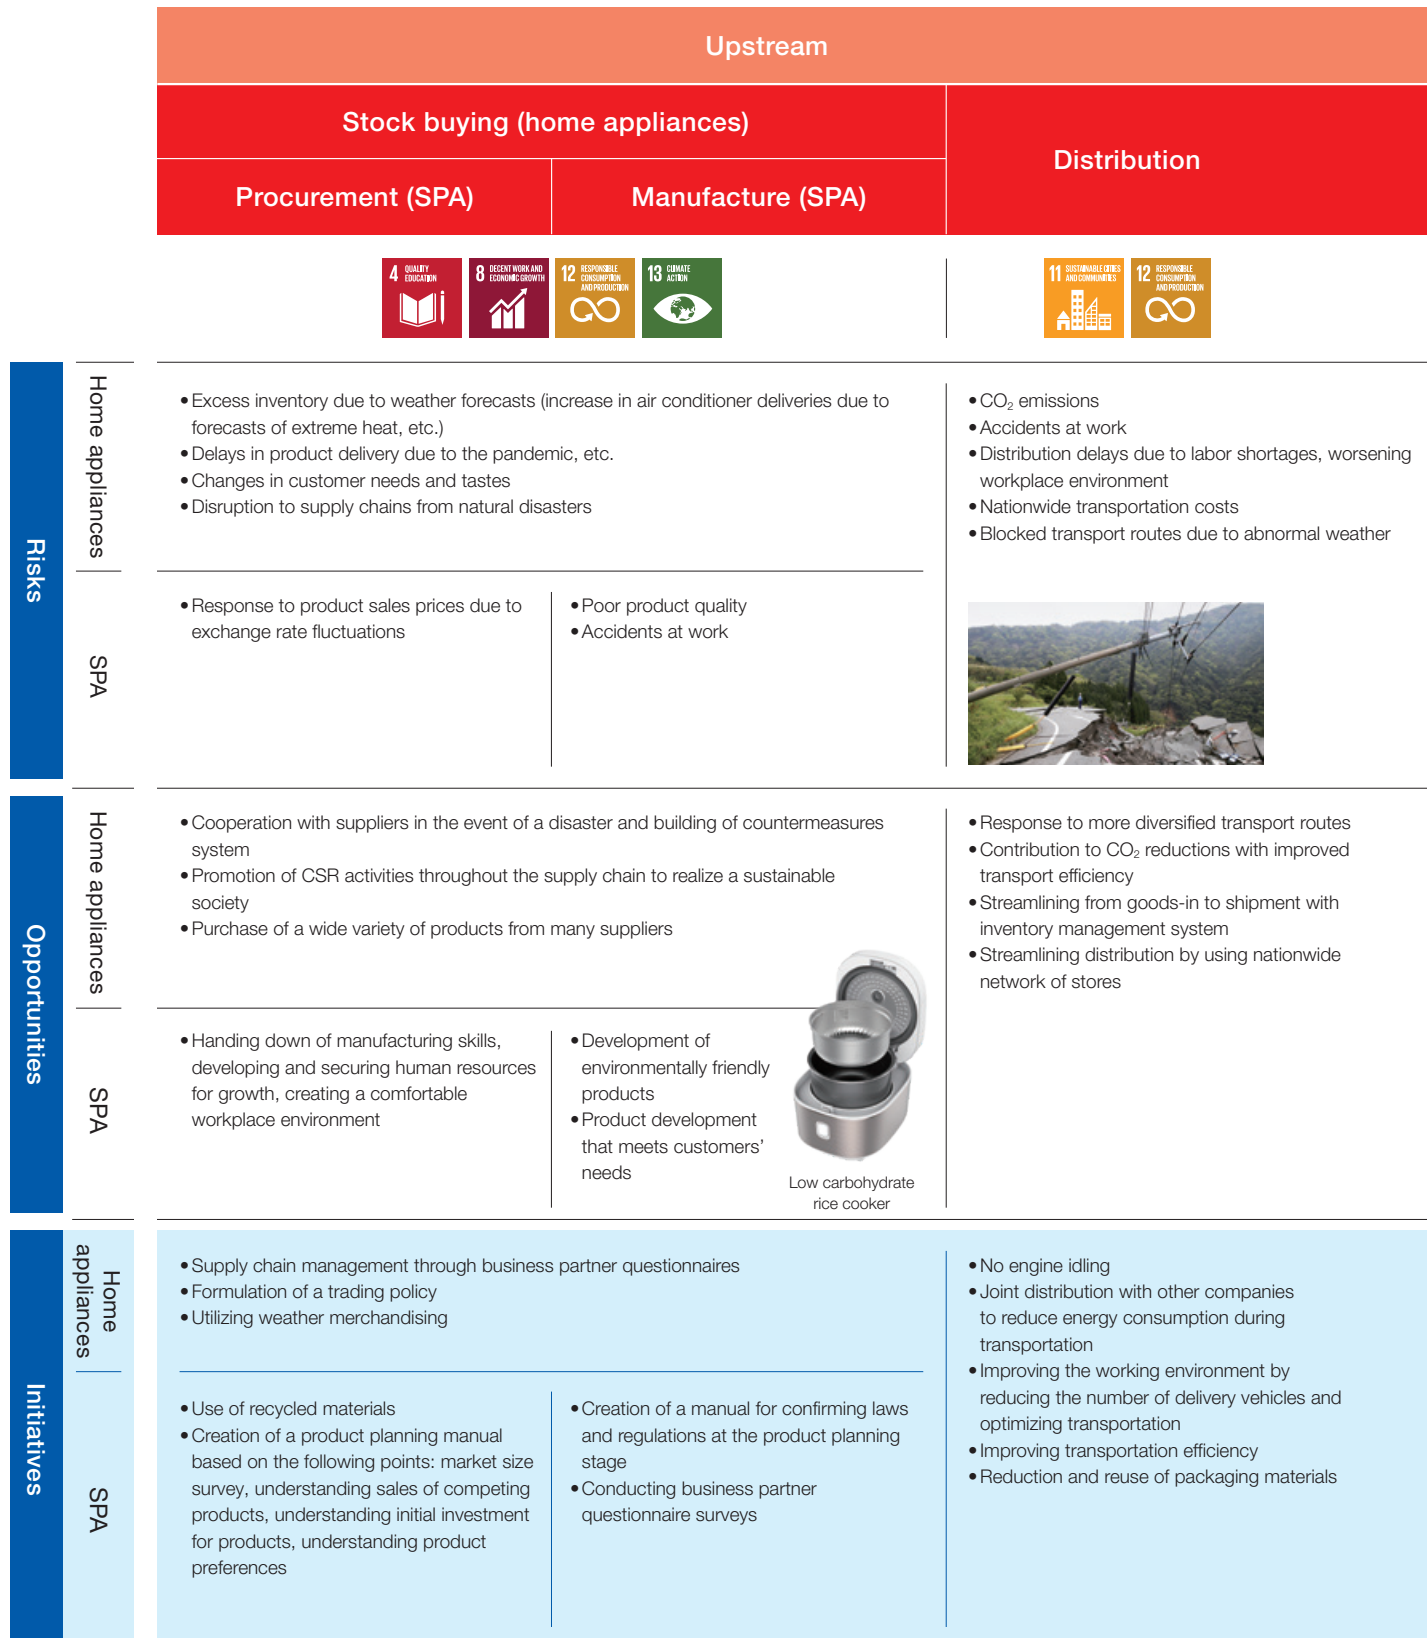 Upstream
Stock buying (home appliances)
Distribution
Procurement (SPA)
Manufacture (SPA)
4 QUALITY
EDUCATION
8 DECENT WORK AND
ECONOMIC GROWTH
12 RESPONSIBLE
CONSUMPTION
AND PRODUCTION
13 CLIMATE
ACTION
11 SUSTAINABLE CITIES
AND COMMUNITIES
12 RESPONSIBLE
CONSUMPTION
AND PRODUCTION
Risks
Home appliances
•Excess inventory due to weather forecasts (increase in air conditioner deliveries due to
forecasts of extreme heat, etc.)
•Delays in product delivery due to the pandemic, etc.
•Changes in customer needs and tastes
•Disruption to supply chains from natural disasters
•CO₂ emissions
•Accidents at work
•Distribution delays due to labor shortages, worsening
workplace environment
•Nationwide transportation costs
•Blocked transport routes due to abnormal weather
SPA
•Response to product sales prices due to
exchange rate fluctuations
•Poor product quality
•Accidents at work
Opportunities
Home appliances
•Cooperation with suppliers in the event of a disaster and building of countermeasures
system
•Promotion of CSR activities throughout the supply chain to realize a sustainable
society
•Purchase of a wide variety of products from many suppliers
•Response to more diversified transport routes
•Contribution to CO₂ reductions with improved
transport efficiency
•Streamlining from goods-in to shipment with
inventory management system
•Streamlining distribution by using nationwide
network of stores
SPA
•Handing down of manufacturing skills,
developing and securing human resources
for growth, creating a comfortable
workplace environment
•Development of
environmentally friendly
products
•Product development
that meets customers’
needs
Low carbohydrate
rice cooker
Initiatives
Home
appliances
•Supply chain management through business partner questionnaires
•Formulation of a trading policy
•Utilizing weather merchandising
•No engine idling
•Joint distribution with other companies
to reduce energy consumption during
transportation
•Improving the working environment by
reducing the number of delivery vehicles and
optimizing transportation
•Improving transportation efficiency
•Reduction and reuse of packaging materials
SPA
•Use of recycled materials
•Creation of a product planning manual
based on the following points: market size
survey, understanding sales of competing
products, understanding initial investment
for products, understanding product
preferences
•Creation of a manual for confirming laws
and regulations at the product planning
stage
•Conducting business partner
questionnaire surveys